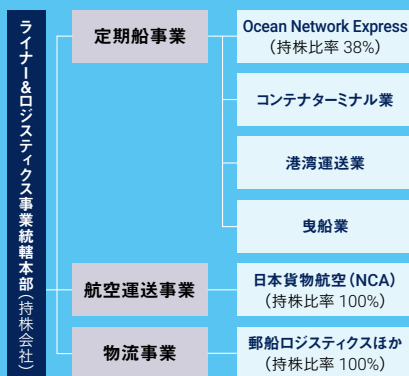 ライナー&ロジスティクス事業統轄本部(持株会社)
定期船事業
Ocean Network Express
(持株比率 38%)
コンテナターミナル業
港湾運送業
曳船業
航空運送事業
日本貨物航空(NCA)
(持株比率 100%)
物流事業
郵船ロジスティクスほか
(持株比率 100%)